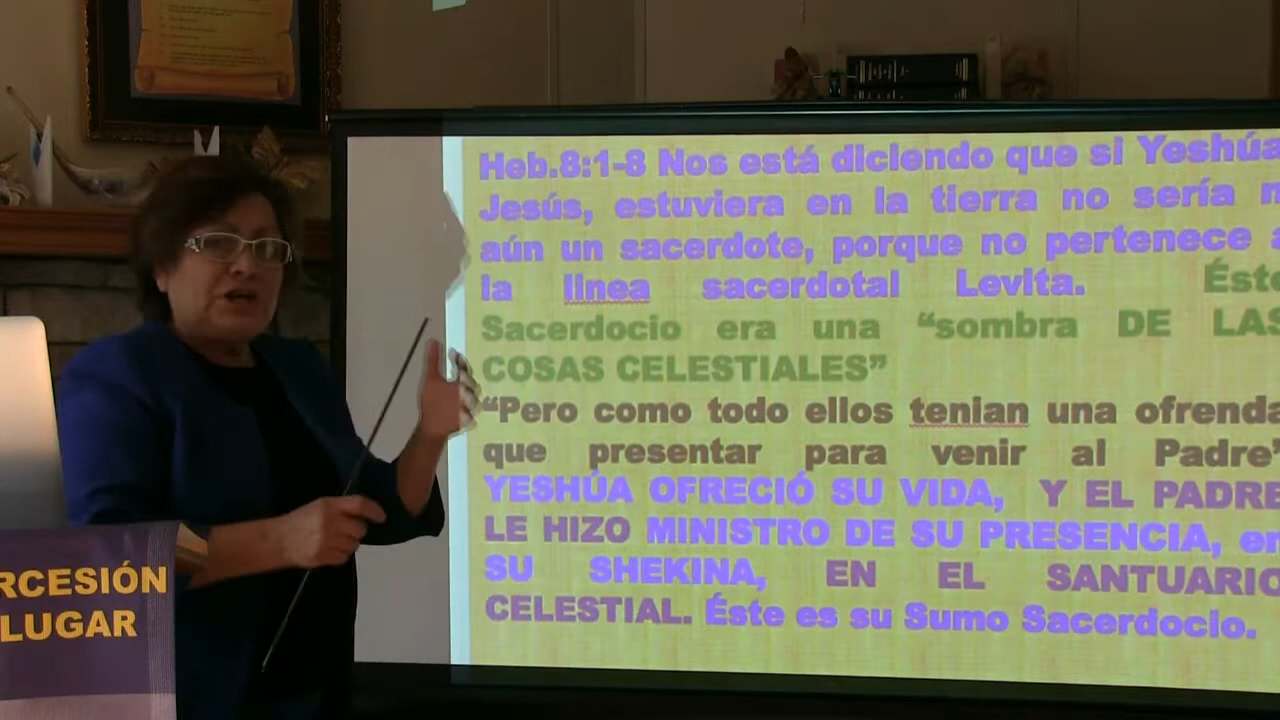 Heb.8:1-8 Nos está diciendo que si Yeshúa
Jesús, estuviera en la tierra no sería
aún un sacerdote, porque no pertenece a
la linea sacerdotal Levita. Éste
Sacerdocio era una “sombra DE LAS
COSAS CELESTIALES”
“Pero como todo ellos tenian una ofrenda
que presentar para venir al Padre”
YESHÚA OFRECIÓ SU VIDA, Y EL PADRE
LE HIZO MINISTRO DE SU PRESENCIA, en
SU SHEKINA, EN EL SANTUARIO
CELESTIAL. Éste es su Sumo Sacerdocio.
RCESIÓN
LUGAR